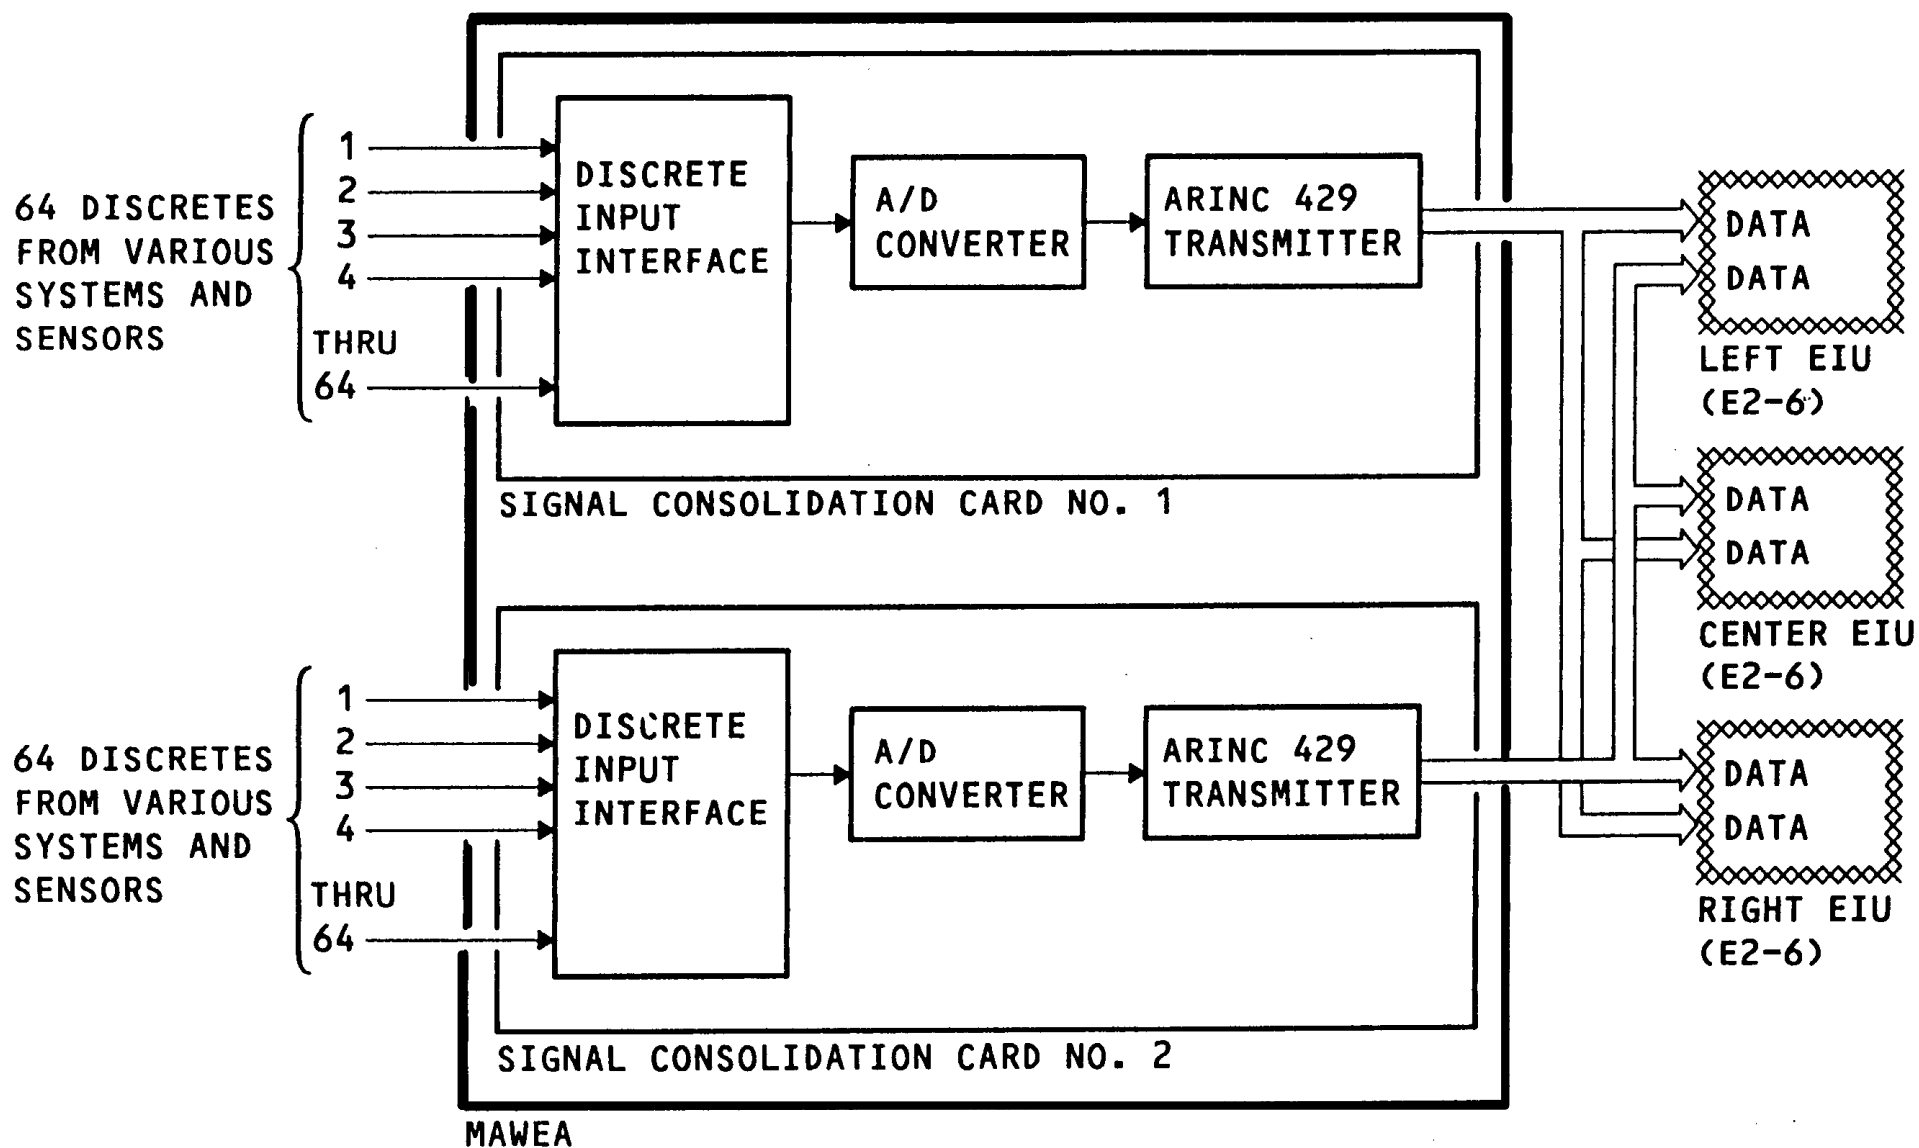 64 DISCRETES
FROM VARIOUS
SYSTEMS AND
SENSORS
1
2
3
4
THRU
64
DISCRETE
INPUT
INTERFACE
A/D
CONVERTER
ARINC 429
TRANSMITTER
SIGNAL CONSOLIDATION CARD NO. 1
DATA
DATA
LEFT EIU
(E2-6)
DATA
DATA
CENTER EIU
(E2-6)
64 DISCRETES
FROM VARIOUS
SYSTEMS AND
SENSORS
1
2
3
4
THRU
64
DISCRETE
INPUT
INTERFACE
A/D
CONVERTER
ARINC 429
TRANSMITTER
SIGNAL CONSOLIDATION CARD NO. 2
DATA
DATA
RIGHT EIU
(E2-6)
MAWEA